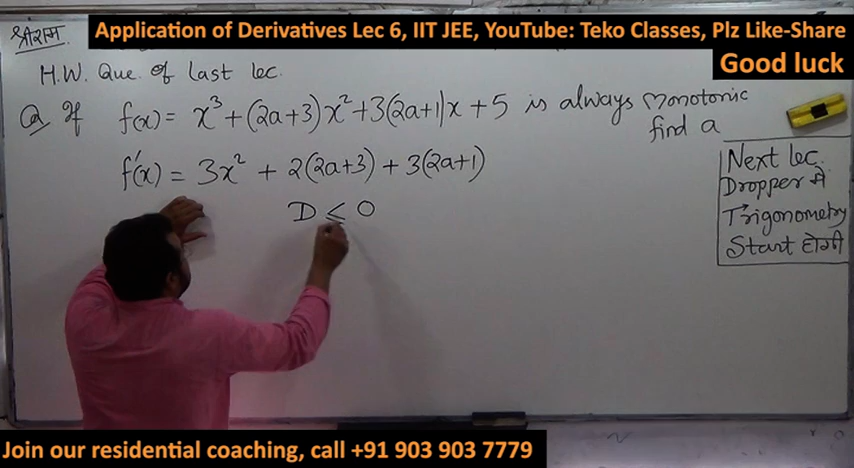 Application of Derivatives Lec 6, IIT JEE, YouTube: Teko Classes, Plz Like-Share
Good luck
श्रीराम
H.W. Que. of Last lec.
Q If f(x) = x³ + (2a+3)x² + 3(2a+1)x + 5 is always Monotonic
find a
f'(x) = 3x² + 2(2a+3) + 3(2a+1)
D ≤ 0
Next lec.
Dropper में
Trigonometry
Start होगी
Join our residential coaching, call +91 903 903 7779